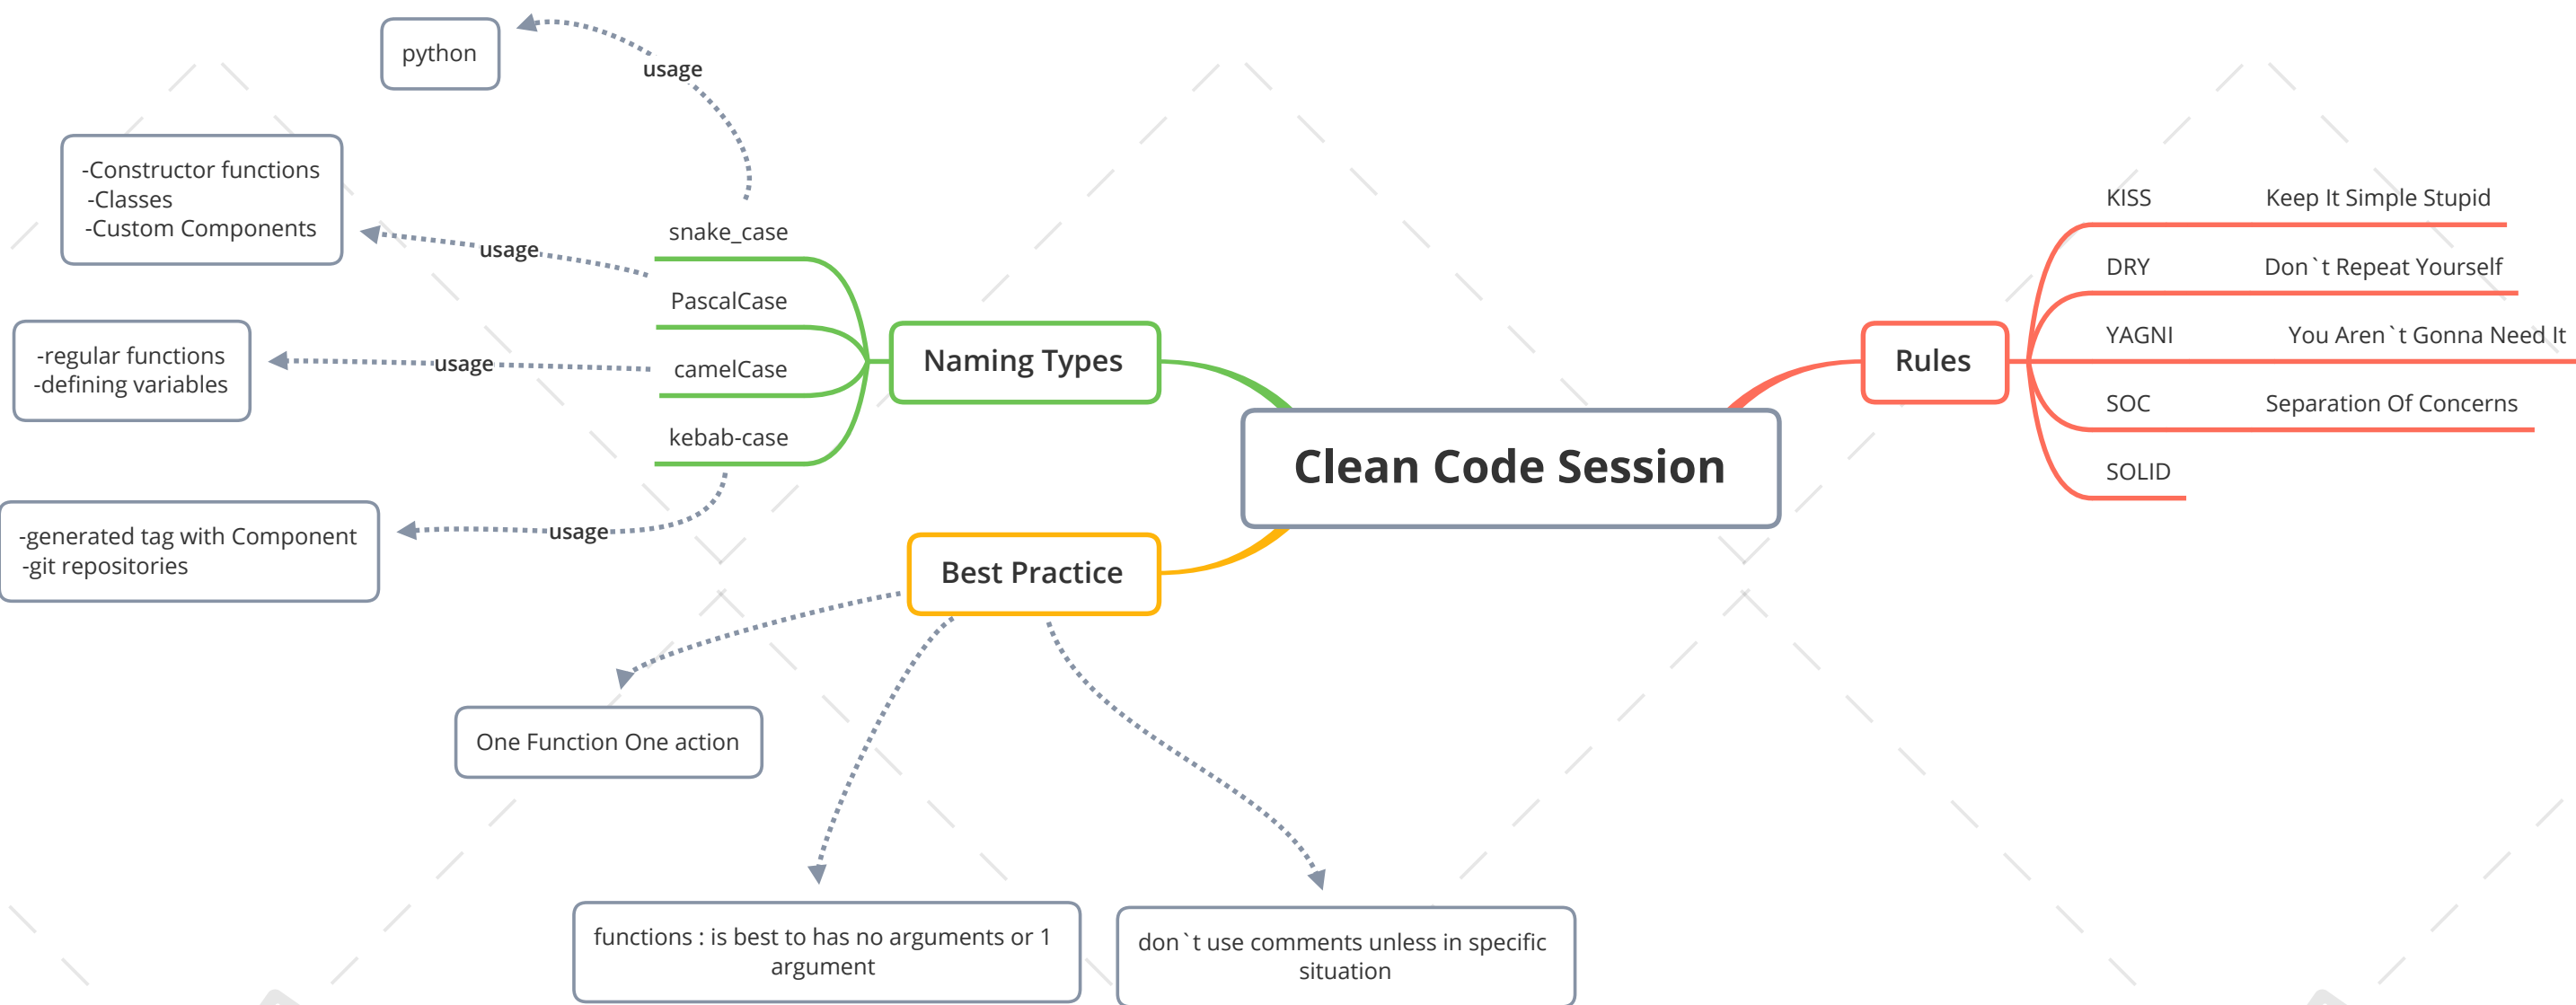 Clean Code Session
Naming Types
snake_case
usage
python
PascalCase
usage
-Constructor functions
-Classes
-Custom Components
camelCase
usage
-regular functions
-defining variables
kebab-case
usage
-generated tag with Component
-git repositories
Best Practice
One Function One action
functions : is best to has no arguments or 1
argument
don`t use comments unless in specific
situation
Rules
KISS Keep It Simple Stupid
DRY Don`t Repeat Yourself
YAGNI You Aren`t Gonna Need It
SOC Separation Of Concerns
SOLID